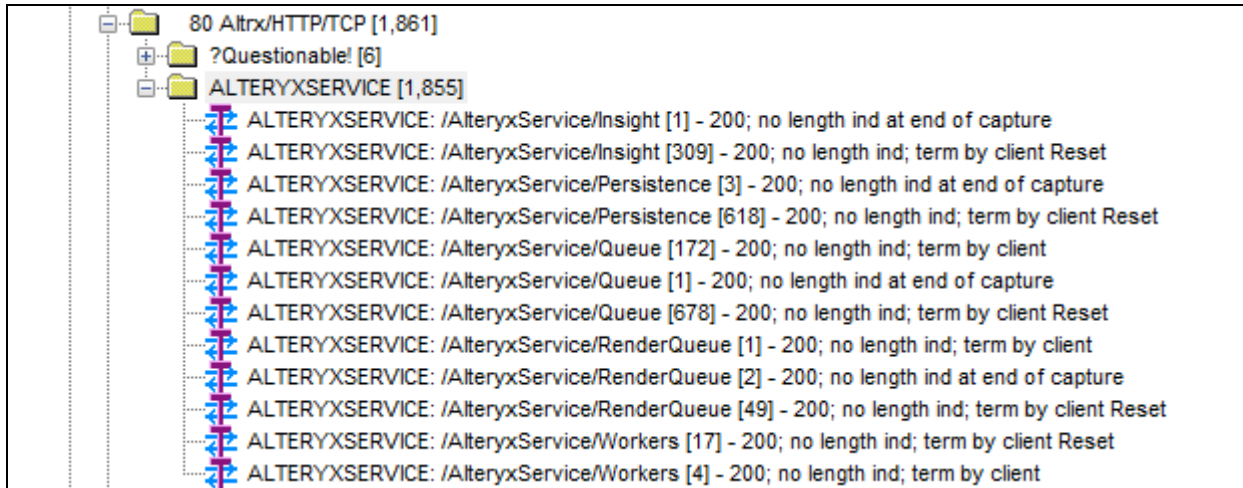 80 Altrx/HTTP/TCP [1,861]
?Questionable! [6]
ALTERYXSERVICE [1,855]
ALTERYXSERVICE: /AlteryxService/Insight [1] - 200; no length ind at end of capture
ALTERYXSERVICE: /AlteryxService/Insight [309] - 200; no length ind; term by client Reset
ALTERYXSERVICE: /AlteryxService/Persistence [3] - 200; no length ind at end of capture
ALTERYXSERVICE: /AlteryxService/Persistence [618] - 200; no length ind; term by client Reset
ALTERYXSERVICE: /AlteryxService/Queue [172] - 200; no length ind; term by client
ALTERYXSERVICE: /AlteryxService/Queue [1] - 200; no length ind at end of capture
ALTERYXSERVICE: /AlteryxService/Queue [678] - 200; no length ind; term by client Reset
ALTERYXSERVICE: /AlteryxService/RenderQueue [1] - 200; no length ind; term by client
ALTERYXSERVICE: /AlteryxService/RenderQueue [2] - 200; no length ind at end of capture
ALTERYXSERVICE: /AlteryxService/RenderQueue [49] - 200; no length ind; term by client Reset
ALTERYXSERVICE: /AlteryxService/Workers [17] - 200; no length ind; term by client Reset
ALTERYXSERVICE: /AlteryxService/Workers [4] - 200; no length ind; term by client